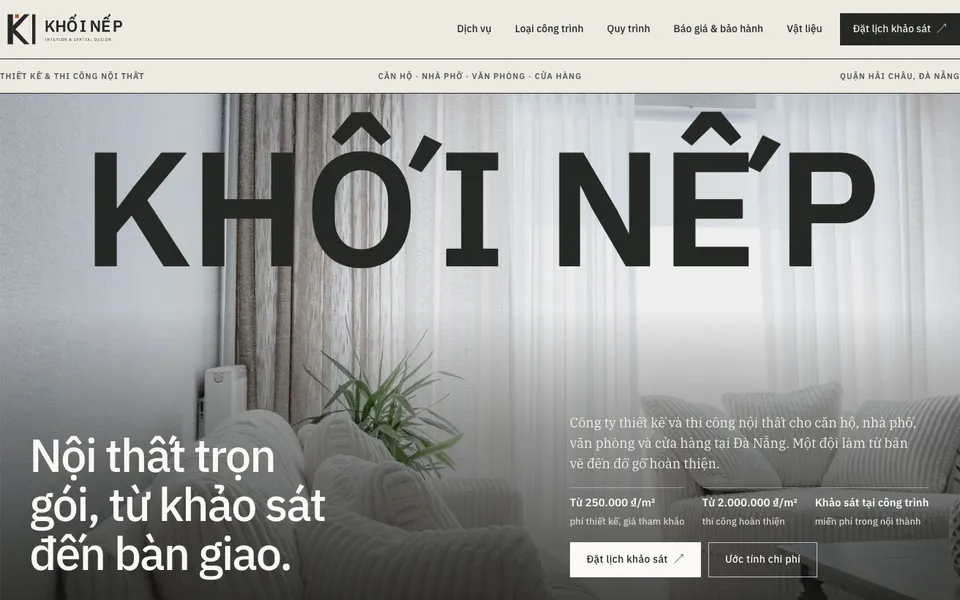 KHỐI NẾP
INTERIOR & SPATIAL DESIGN
Dịch vụ
Loại công trình
Quy trình
Báo giá & bảo hành
Vật liệu
Đặt lịch khảo sát ↗
THIẾT KẾ & THI CÔNG NỘI THẤT
CĂN HỘ · NHÀ PHỐ · VĂN PHÒNG · CỬA HÀNG
QUẬN HẢI CHÂU, ĐÀ NẴNG
KHỐI NẾP
Nội thất trọn
gói, từ khảo sát
đến bàn giao.
Công ty thiết kế và thi công nội thất cho căn hộ, nhà phố,
văn phòng và cửa hàng tại Đà Nẵng. Một đội làm từ bản
vẽ đến đồ gỗ hoàn thiện.
Từ 250.000 ₫/m²
phí thiết kế, giá tham khảo
Từ 2.000.000 ₫/m²
thi công hoàn thiện
Khảo sát tại công trình
miễn phí trong nội thành
Đặt lịch khảo sát ↗
Ước tính chi phí